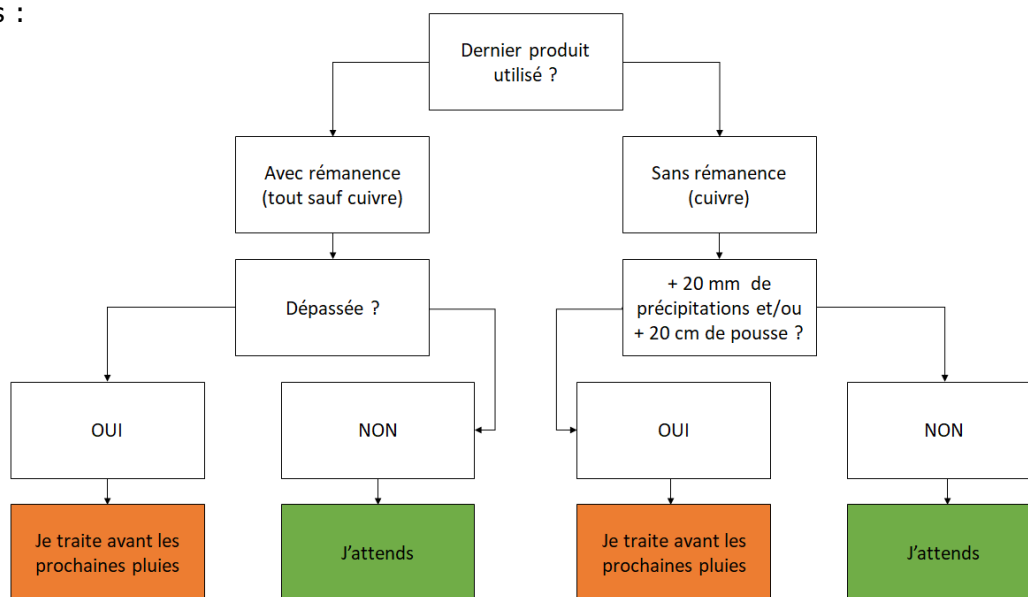 s :
Dernier produit
utilisé ?
Avec rémanence
(tout sauf cuivre)
Sans rémanence
(cuivre)
Dépassée ?
+ 20 mm de
précipitations et/ou
+ 20 cm de pousse ?
OUI
NON
OUI
NON
Je traite avant les
prochaines pluies
J'attends
Je traite avant les
prochaines pluies
J'attends